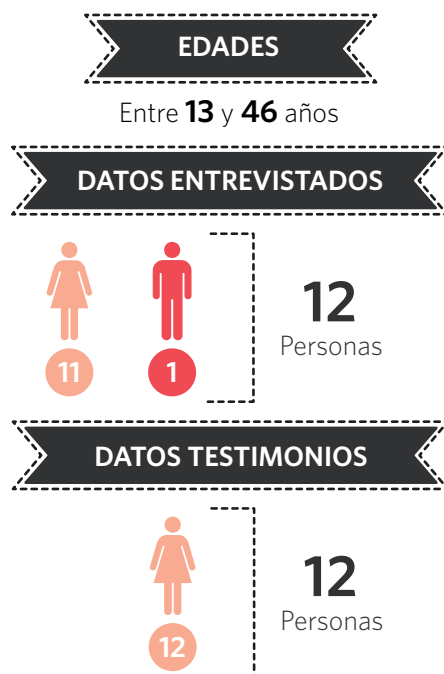 EDADES
Entre 13 y 46 años
DATOS ENTREVISTADOS
12
Personas
11
1
DATOS TESTIMONIOS
12
Personas
12